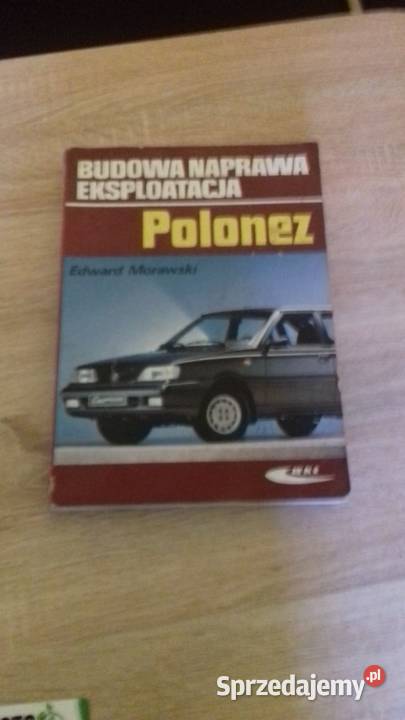 BUDOWA NAPRAWA
EKSPLOATACJA
Polonez
Edward Morawski
WKŁ
Sprzedajemy.pl